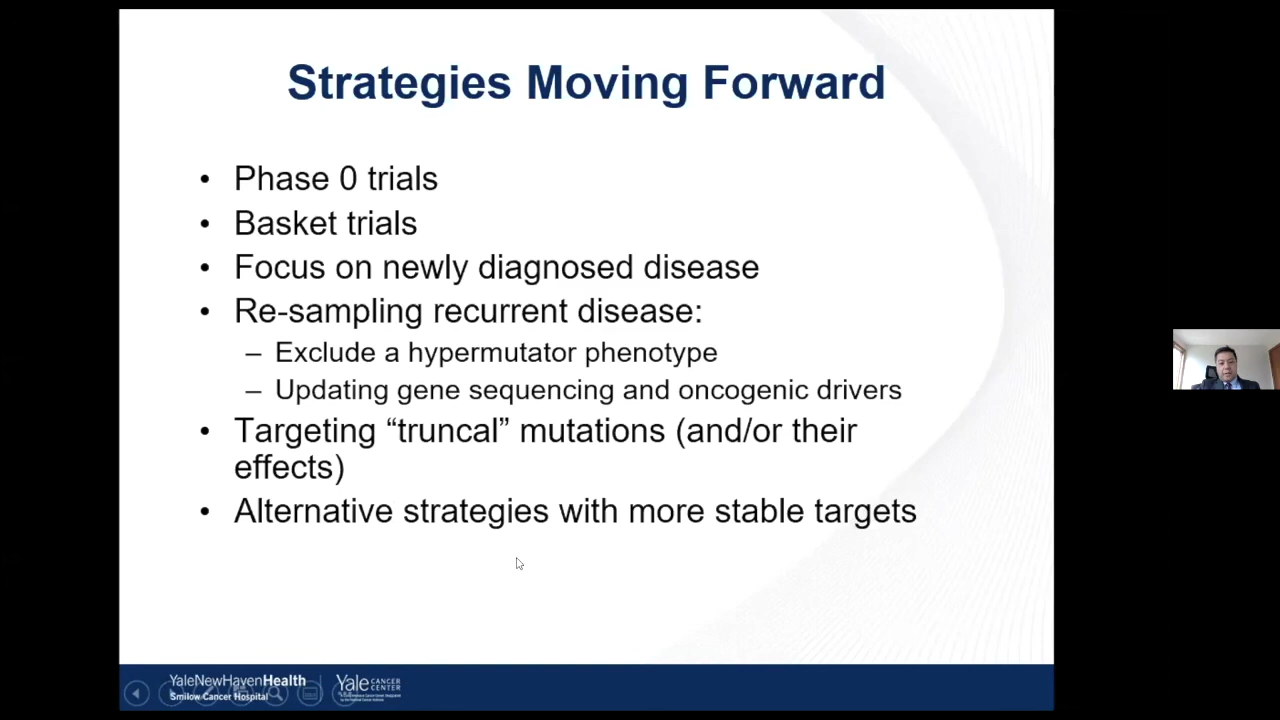 Strategies Moving Forward
• Phase 0 trials
• Basket trials
• Focus on newly diagnosed disease
• Re-sampling recurrent disease:
– Exclude a hypermutator phenotype
– Updating gene sequencing and oncogenic drivers
• Targeting “truncal” mutations (and/or their
effects)
• Alternative strategies with more stable targets
YaleNewHavenHealth
Smilow Cancer Hospital
Yale CANCER
CENTER